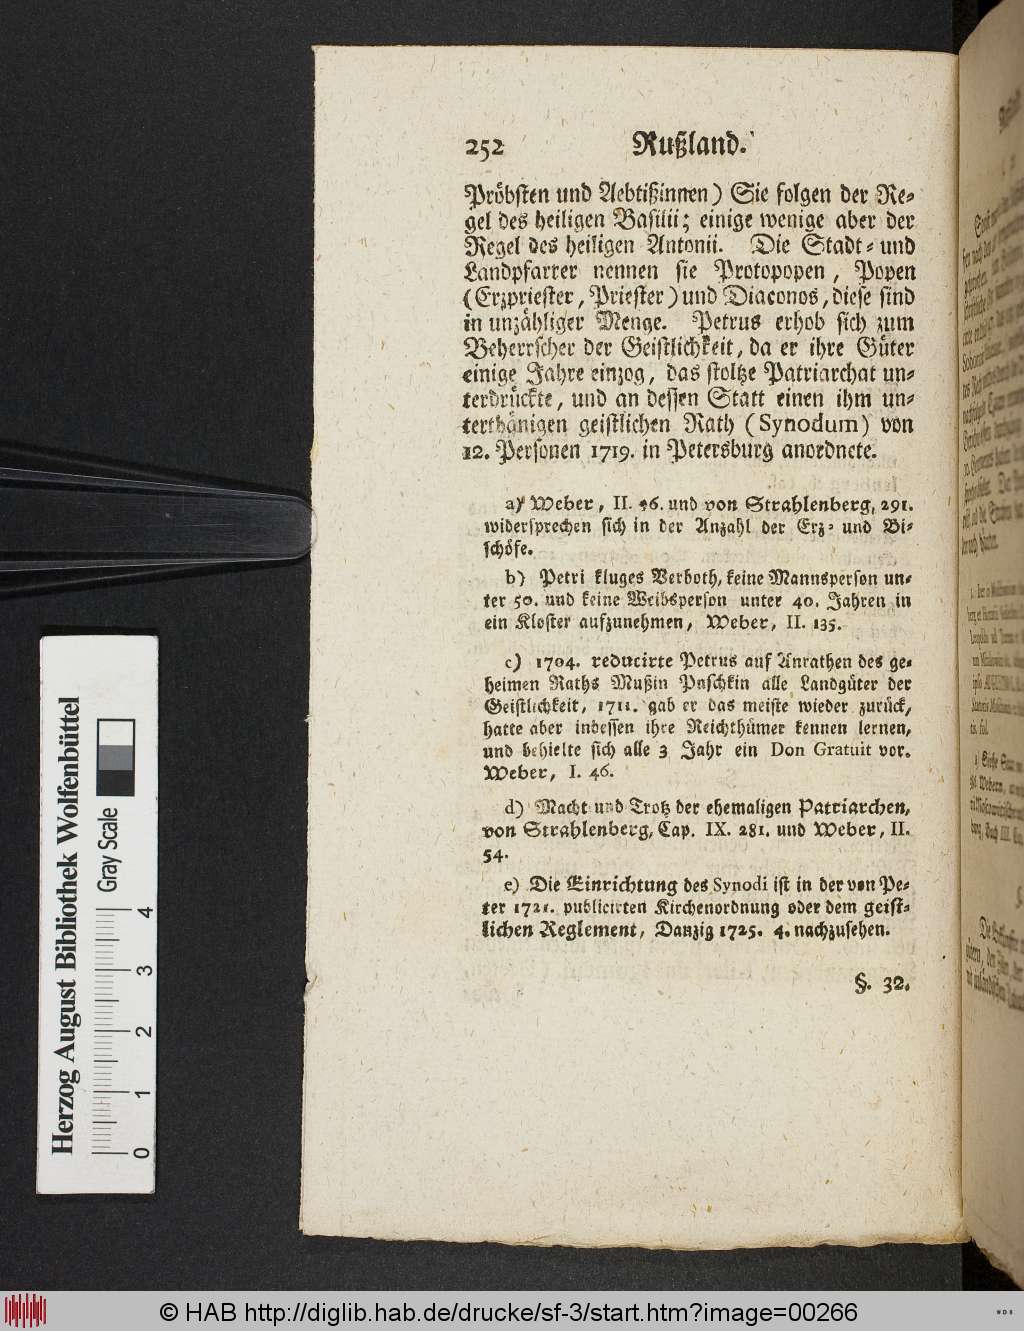 252 Rußland.
Pröbsten und Aebtißinnen) Sie folgen der Re-
gel des heiligen Basilii; einige wenige aber der
Regel des heiligen Antonii. Die Stadt- und
Landpfarrer nennen sie Protopopen, Popen
(Erzpriester, Priester) und Diaconos, diese sind
in unzähliger Menge. Petrus erhob sich zum
Beherrscher der Geistlichkeit, da er ihre Güter
einige Jahre einzog, das stoltze Patriarchat un-
terdrückte, und an dessen Statt einen ihm un-
terthänigen geistlichen Rath (Synodum) von
12. Personen 1719. in Petersburg anordnete.
a) Weber, II. 46. und von Strahlenberg, 291.
widersprechen sich in der Anzahl der Erz- und Bi-
schöfe.
b) Petri kluges Verboth, keine Mannsperson un-
ter 50. und keine Weibsperson unter 40. Jahren in
ein Kloster aufzunehmen, Weber, II. 135.
c) 1704. reducirte Petrus auf Anrathen des ge-
heimen Raths Mußin Puschkin alle Landgüter der
Geistlichkeit, 1711. gab er das meiste wieder zurück,
hatte aber indessen ihre Reichthümer kennen lernen,
und behielte sich alle 3 Jahr ein Don Gratuit vor.
Weber, I. 46.
d) Macht und Trotz der ehemaligen Patriarchen,
von Strahlenberg, Cap. IX. 281. und Weber, II.
54.
e) Die Einrichtung des Synodi ist in der von Pe-
ter 1721. publicirten Kirchenordnung oder dem geist-
lichen Reglement, Danzig 1725. 4. nachzusehen.
§. 32.
Herzog August Bibliothek Wolfenbüttel
Gray Scale
0 1 2 3 4
© HAB http://diglib.hab.de/drucke/sf-3/start.htm?image=00266